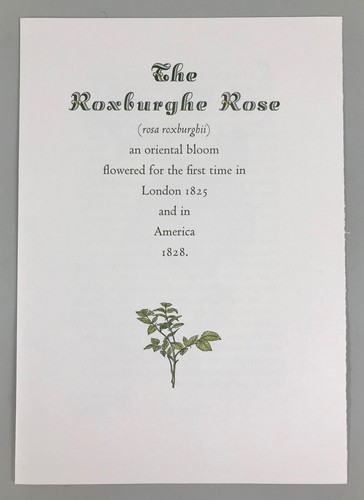 The
Roxburghe Rose
(rosa roxburghii)
an oriental bloom
flowered for the first time in
London 1825
and in
America
1828.